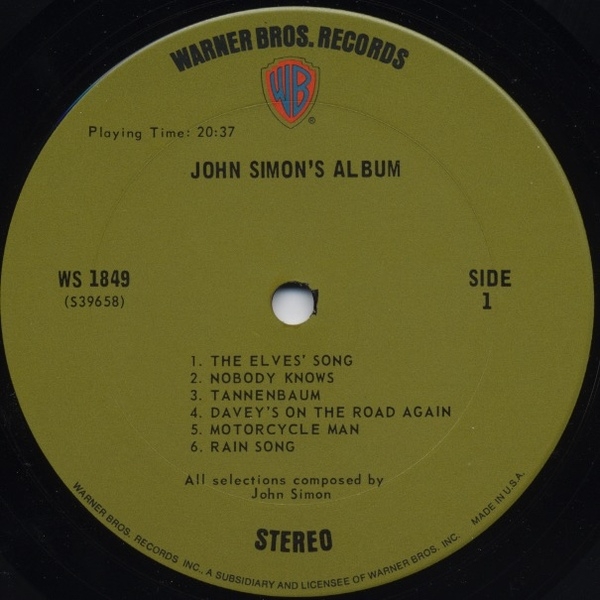 WARNER BROS. RECORDS
WB
®
Playing Time: 20:37
JOHN SIMON'S ALBUM
WS 1849
(S39658)
SIDE
1
1. THE ELVES' SONG
2. NOBODY KNOWS
3. TANNENBAUM
4. DAVEY'S ON THE ROAD AGAIN
5. MOTORCYCLE MAN
6. RAIN SONG
All selections composed by
John Simon
STEREO
WARNER BROS. RECORDS INC., A SUBSIDIARY AND LICENSEE OF WARNER BROS. INC. MADE IN U.S.A.